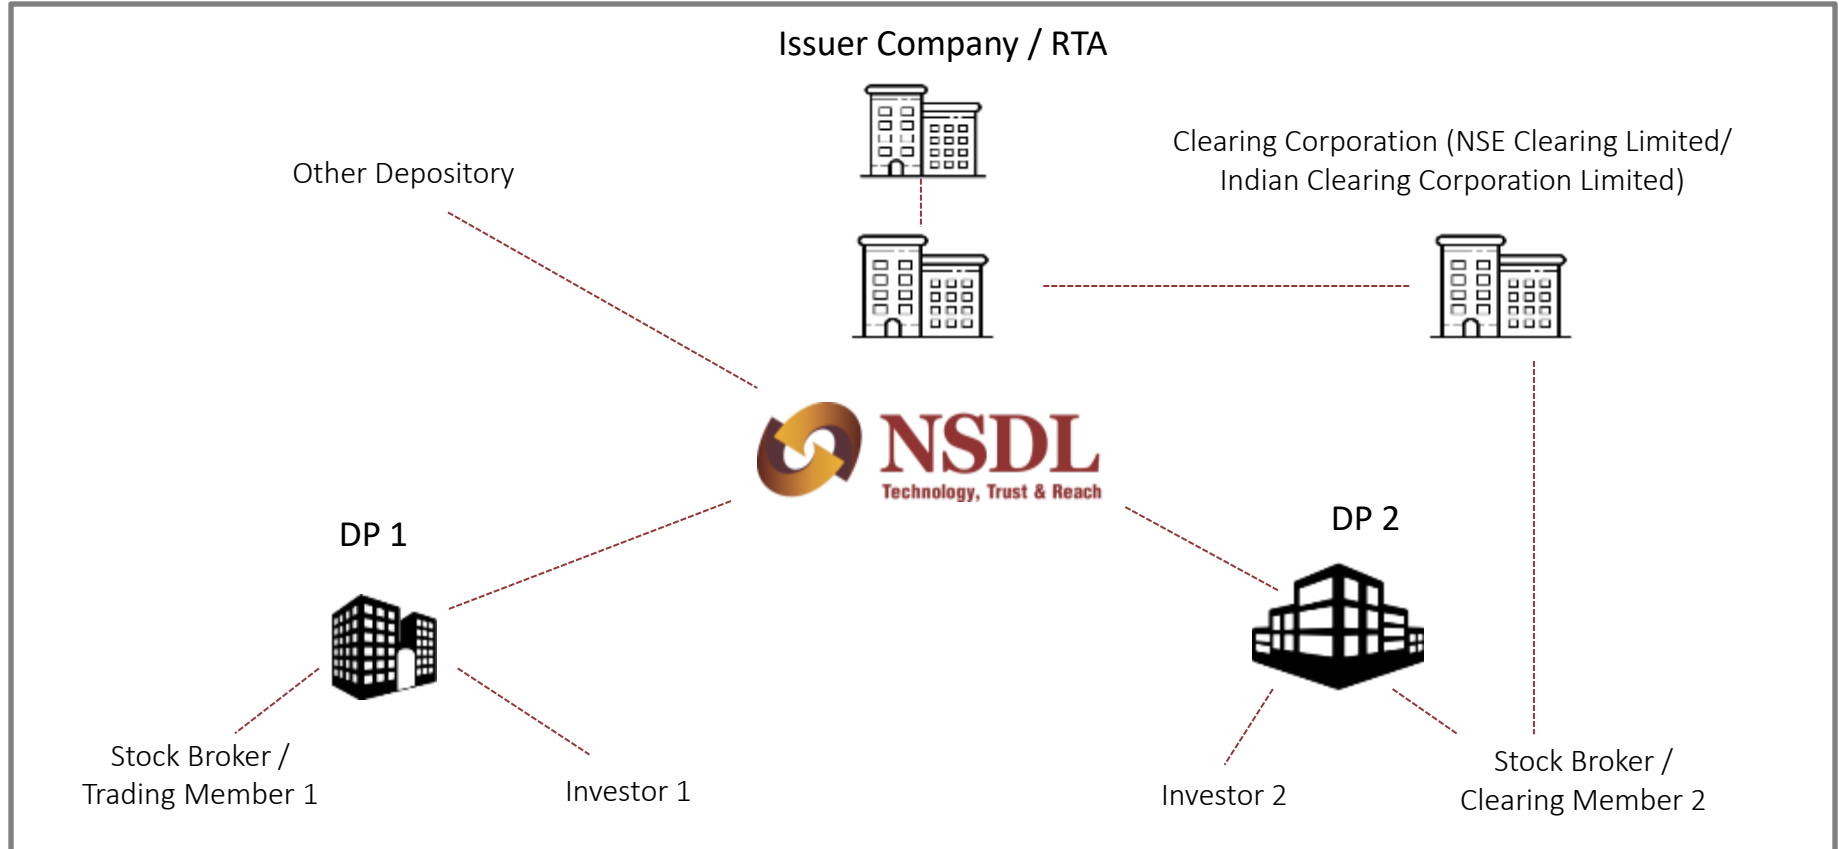 Issuer Company / RTA
Clearing Corporation (NSE Clearing Limited/
Indian Clearing Corporation Limited)
Other Depository
NSDL
Technology, Trust & Reach
DP 1
DP 2
Stock Broker /
Trading Member 1
Investor 1
Investor 2
Stock Broker /
Clearing Member 2